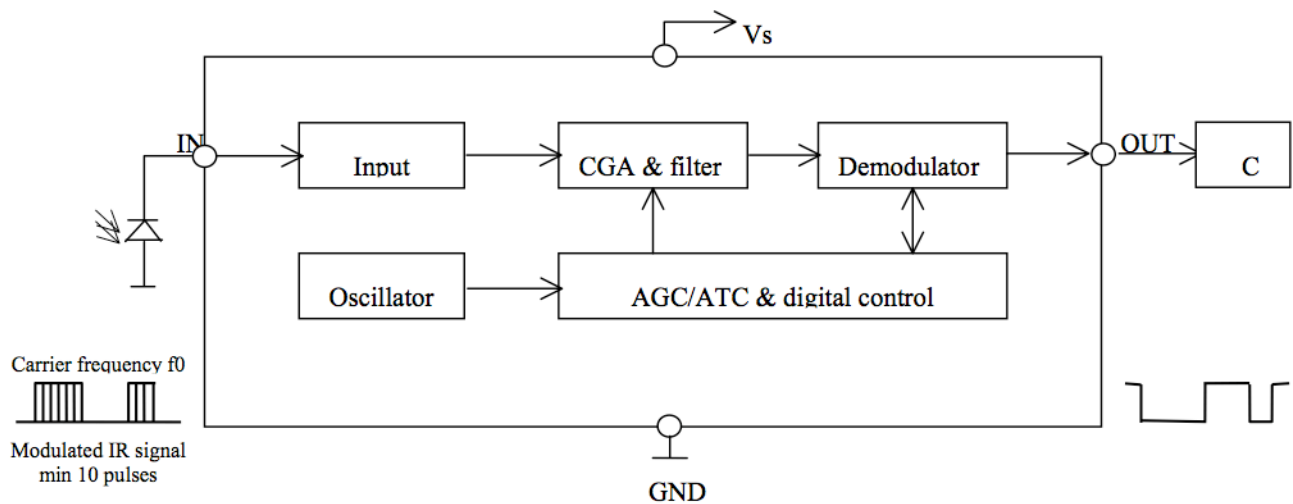 Vs
IN
Input
CGA & filter
Demodulator
OUT
C
Oscillator
AGC/ATC & digital control
Carrier frequency f0
Modulated IR signal
min 10 pulses
GND